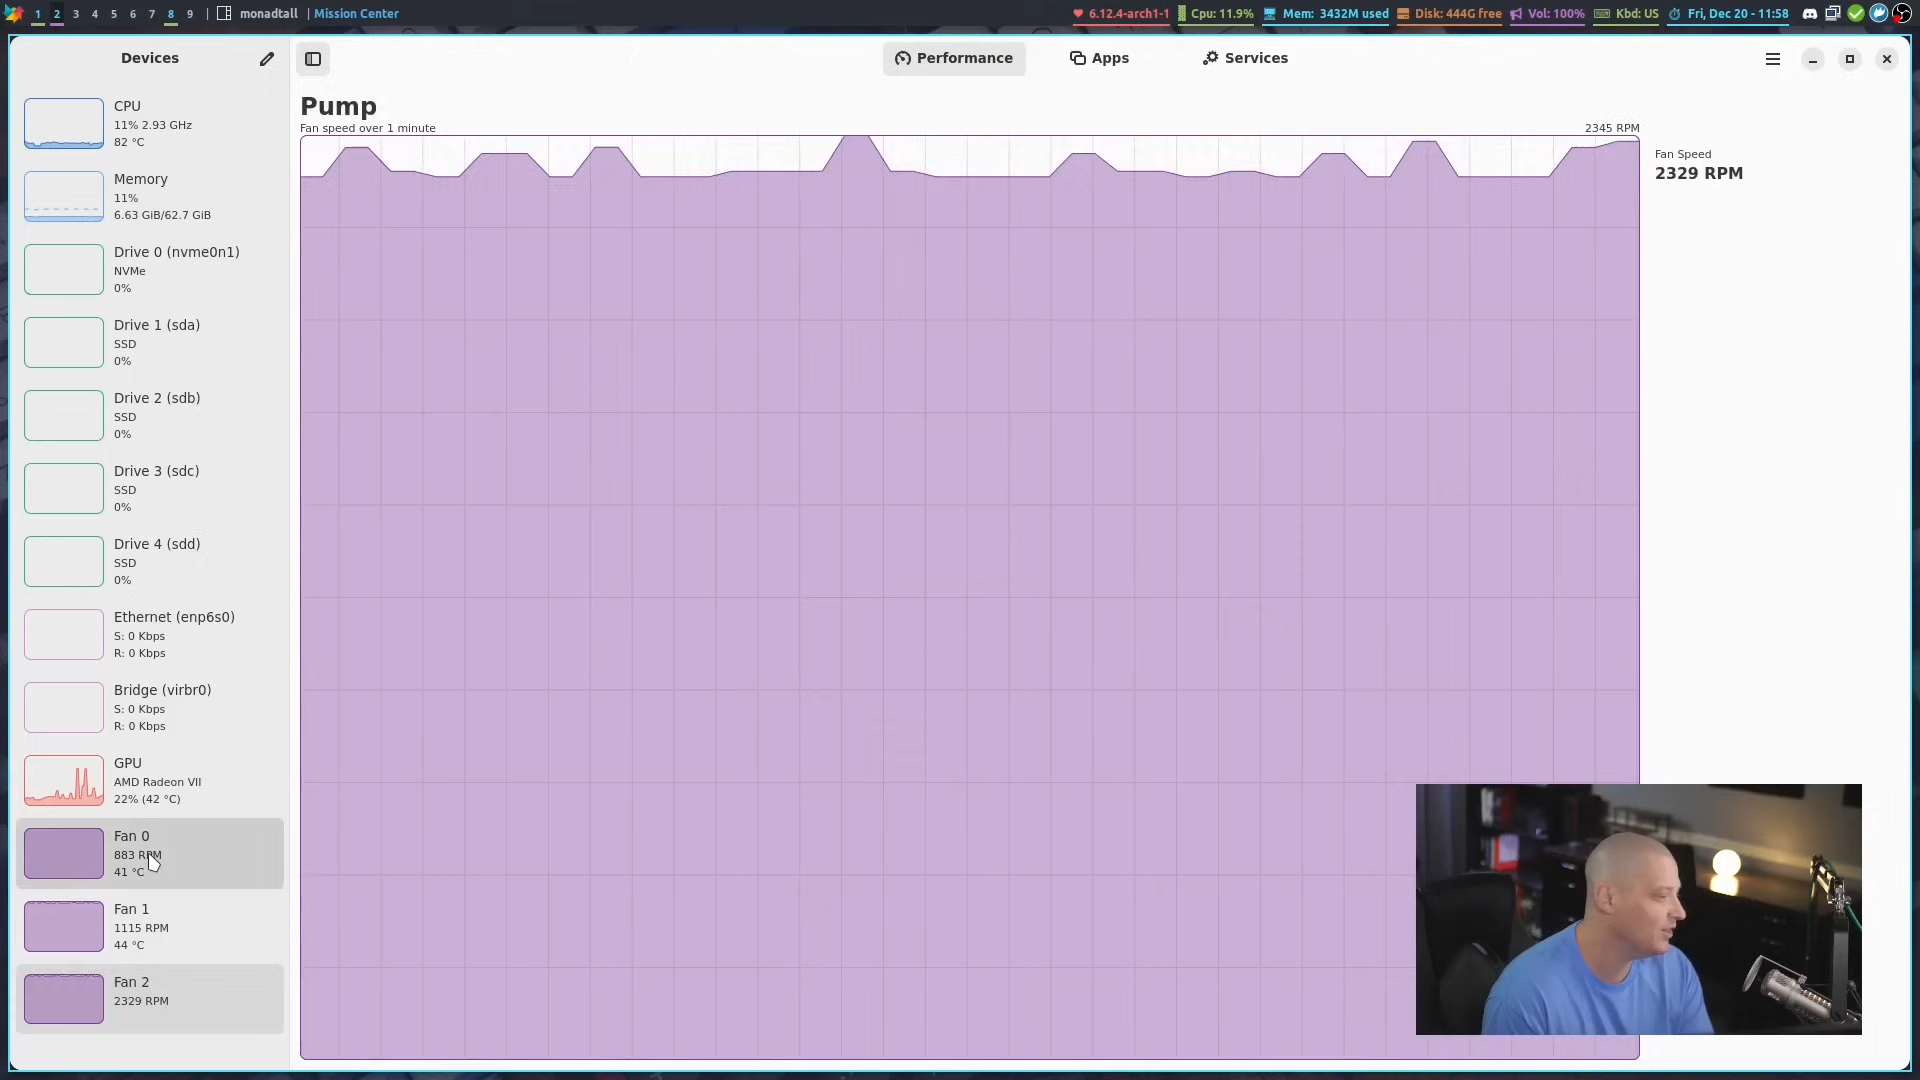 1 2 3 4 5 6 7 8 9 | monadtall | Mission Center
6.12.4-arch1-1 Cpu: 11.9% Mem: 3432M used Disk: 444G free Vol: 100% Kbd: US Fri, Dec 20 - 11:58
Devices
Performance
Apps
Services
CPU
11% 2.93 GHz
82 °C
Memory
11%
6.63 GiB/62.7 GiB
Drive 0 (nvme0n1)
NVMe
0%
Drive 1 (sda)
SSD
0%
Drive 2 (sdb)
SSD
0%
Drive 3 (sdc)
SSD
0%
Drive 4 (sdd)
SSD
0%
Ethernet (enp6s0)
S: 0 Kbps
R: 0 Kbps
Bridge (virbr0)
S: 0 Kbps
R: 0 Kbps
GPU
AMD Radeon VII
22% (42 °C)
Fan 0
883 RPM
41 °C
Fan 1
1115 RPM
44 °C
Fan 2
2329 RPM
Pump
Fan speed over 1 minute
2345 RPM
Fan Speed
2329 RPM